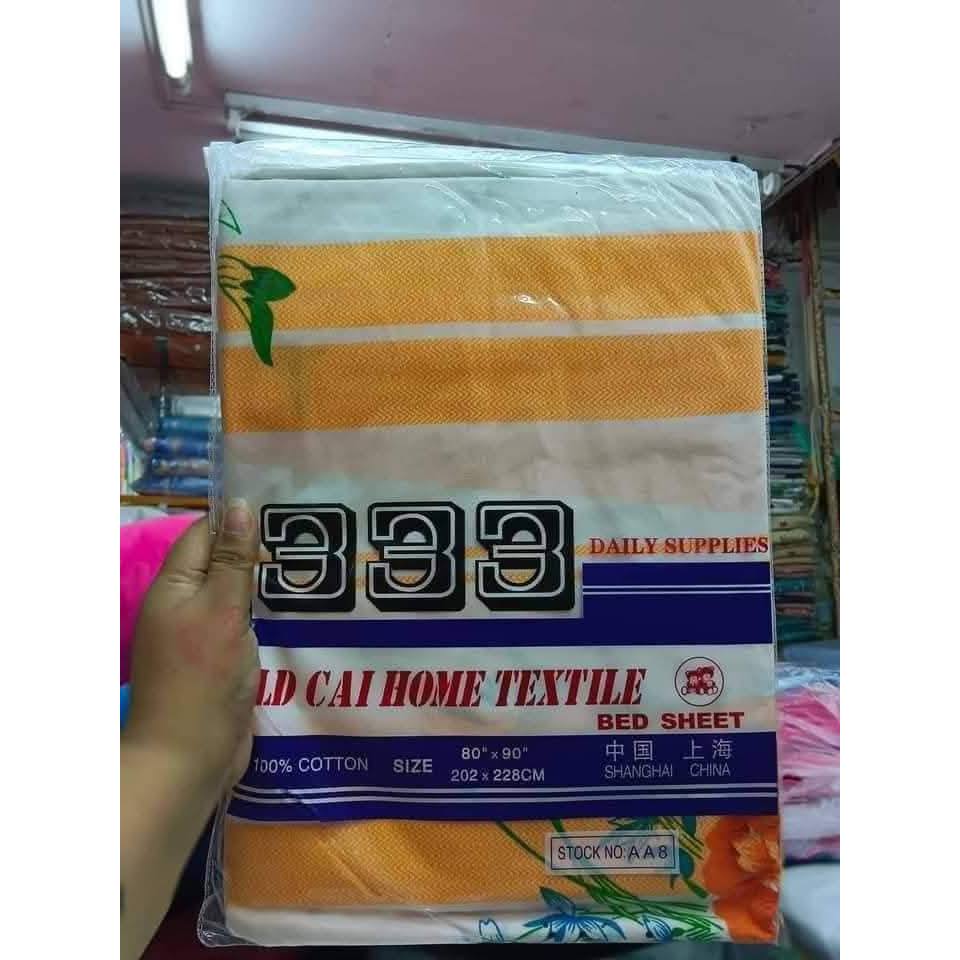 333
DAILY SUPPLIES
LD CAI HOME TEXTILE
BED SHEET
100% COTTON SIZE 80" x 90"
202 x 228CM
中国 上海
SHANGHAI CHINA
STOCK NO: AA8